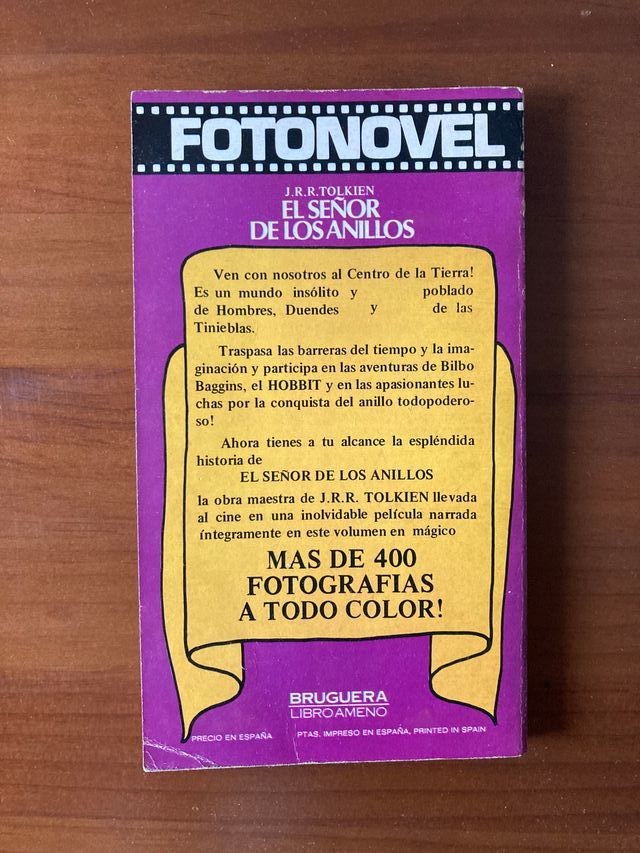 FOTONOVEL
J.R.R.TOLKIEN
EL SEÑOR
DE LOS ANILLOS
Ven con nosotros al Centro de la Tierra!
Es un mundo insólito y poblado
de Hombres, Duendes y de las
Tinieblas.
Traspasa las barreras del tiempo y la ima-
ginación y participa en las aventuras de Bilbo
Baggins, el HOBBIT y en las apasionantes lu-
chas por la conquista del anillo todopodero-
so!
Ahora tienes a tu alcance la espléndida
historia de
EL SEÑOR DE LOS ANILLOS
la obra maestra de J.R.R. TOLKIEN llevada
al cine en una inolvidable película narrada
íntegramente en este volumen en mágico
MAS DE 400
FOTOGRAFIAS
A TODO COLOR!
BRUGUERA
LIBRO AMENO
PRECIO EN ESPAÑA PTAS. IMPRESO EN ESPAÑA, PRINTED IN SPAIN